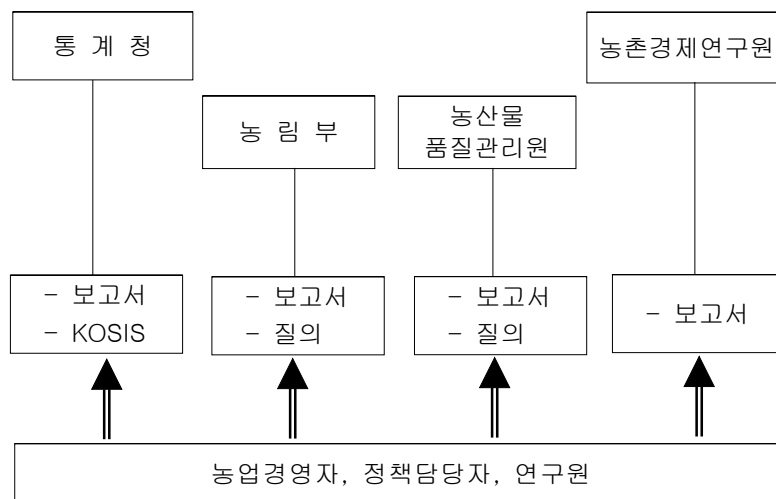 통 계 청
농촌경제연구원
농 림 부
농산물
품질관리원
- 보고서
- KOSIS
- 보고서
- 질의
- 보고서
- 질의
- 보고서
농업경영자, 정책담당자, 연구원